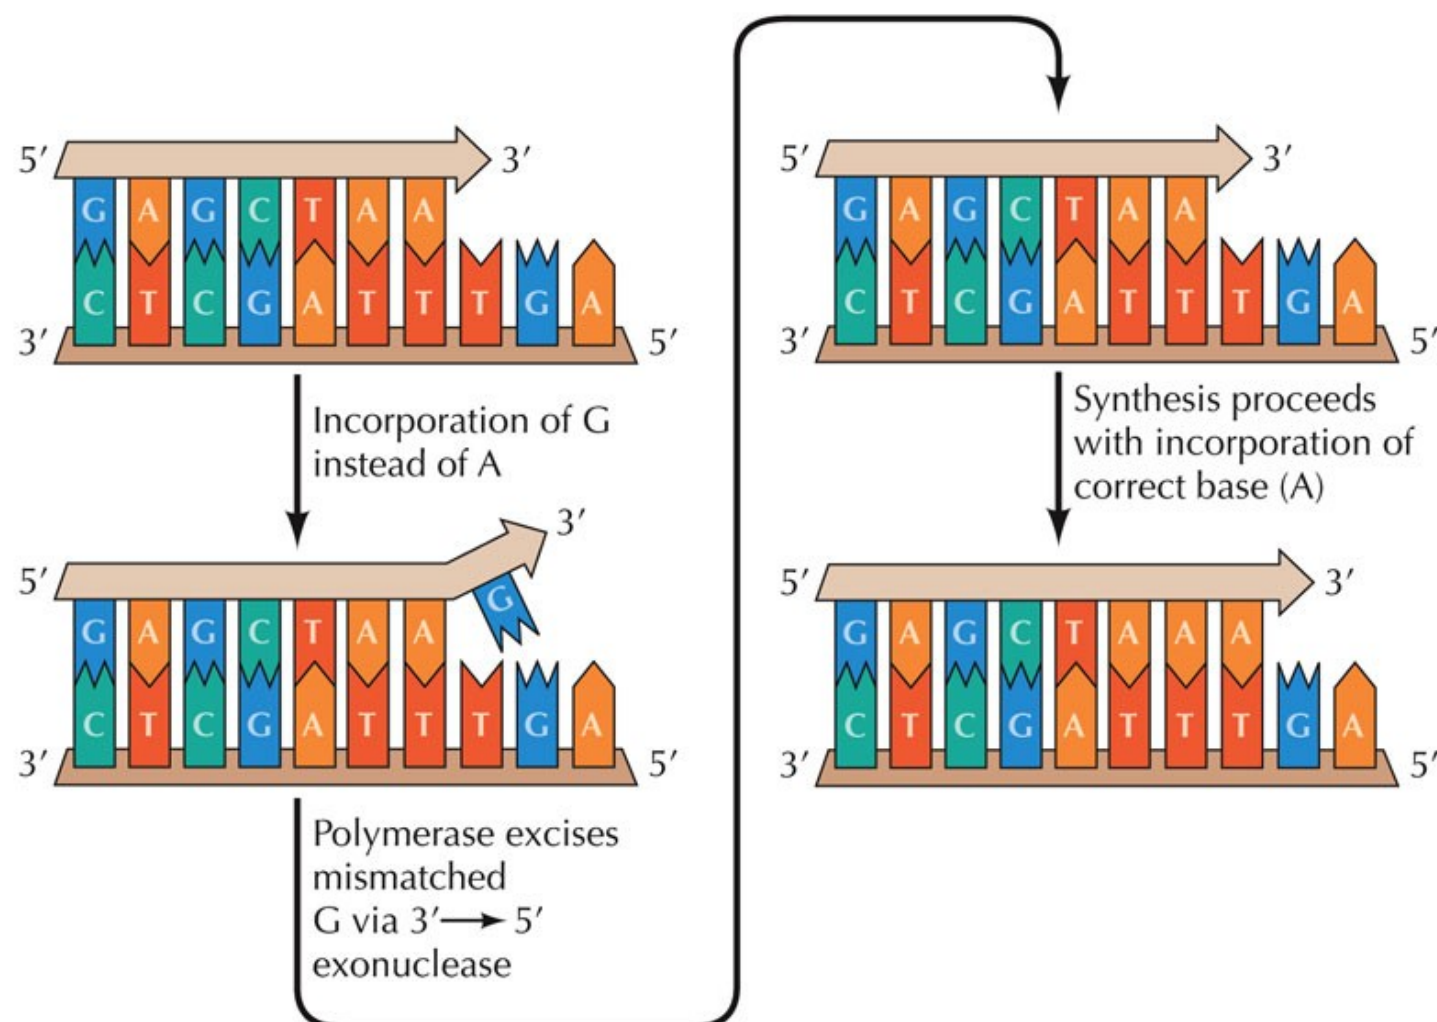 5′ 3′
G A G C T A A
C T C G A T T T G A
3′ 5′
Incorporation of G
instead of A
3′
5′
G
G A G C T A A
C T C G A T T T G A
3′ 5′
Polymerase excises
mismatched
G via 3′ → 5′
exonuclease
5′ 3′
G A G C T A A
C T C G A T T T G A
3′ 5′
Synthesis proceeds
with incorporation of
correct base (A)
5′ 3′
G A G C T A A A
C T C G A T T T G A
3′ 5′